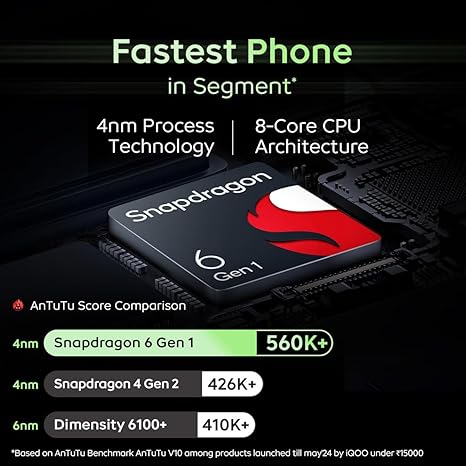 Fastest Phone
in Segment*
4nm Process
Technology
8-Core CPU
Architecture
Snapdragon
6
Gen 1
AnTuTu Score Comparison
4nm Snapdragon 6 Gen 1 560K+
4nm Snapdragon 4 Gen 2 426K+
6nm Dimensity 6100+ 410K+
*Based on AnTuTu Benchmark AnTuTu V10 among products launched till may'24 by iQOO under ₹15000